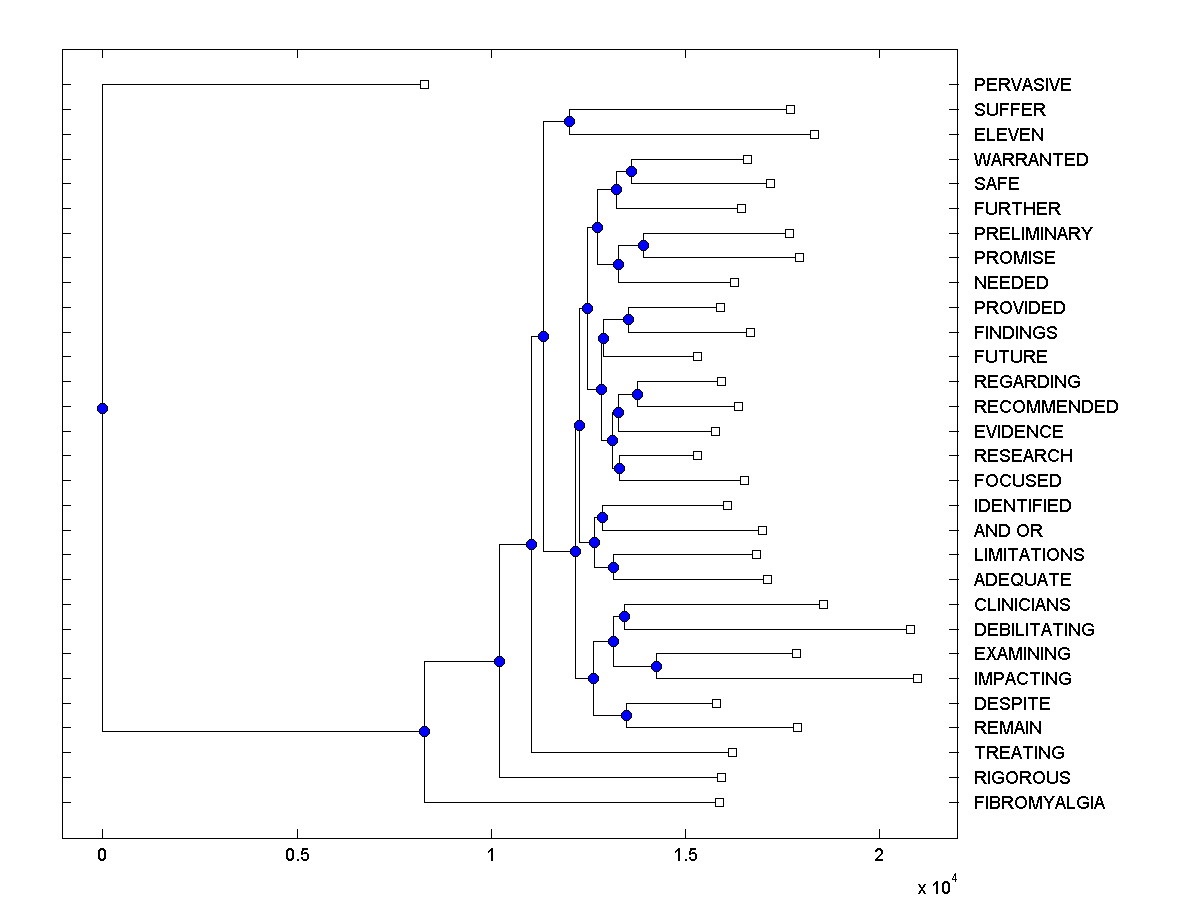 PERVASIVE
SUFFER
ELEVEN
WARRANTED
SAFE
FURTHER
PRELIMINARY
PROMISE
NEEDED
PROVIDED
FINDINGS
FUTURE
REGARDING
RECOMMENDED
EVIDENCE
RESEARCH
FOCUSED
IDENTIFIED
AND OR
LIMITATIONS
ADEQUATE
CLINICIANS
DEBILITATING
EXAMINING
IMPACTING
DESPITE
REMAIN
TREATING
RIGOROUS
FIBROMYALGIA
0 0.5 1 1.5 2
x 10^4